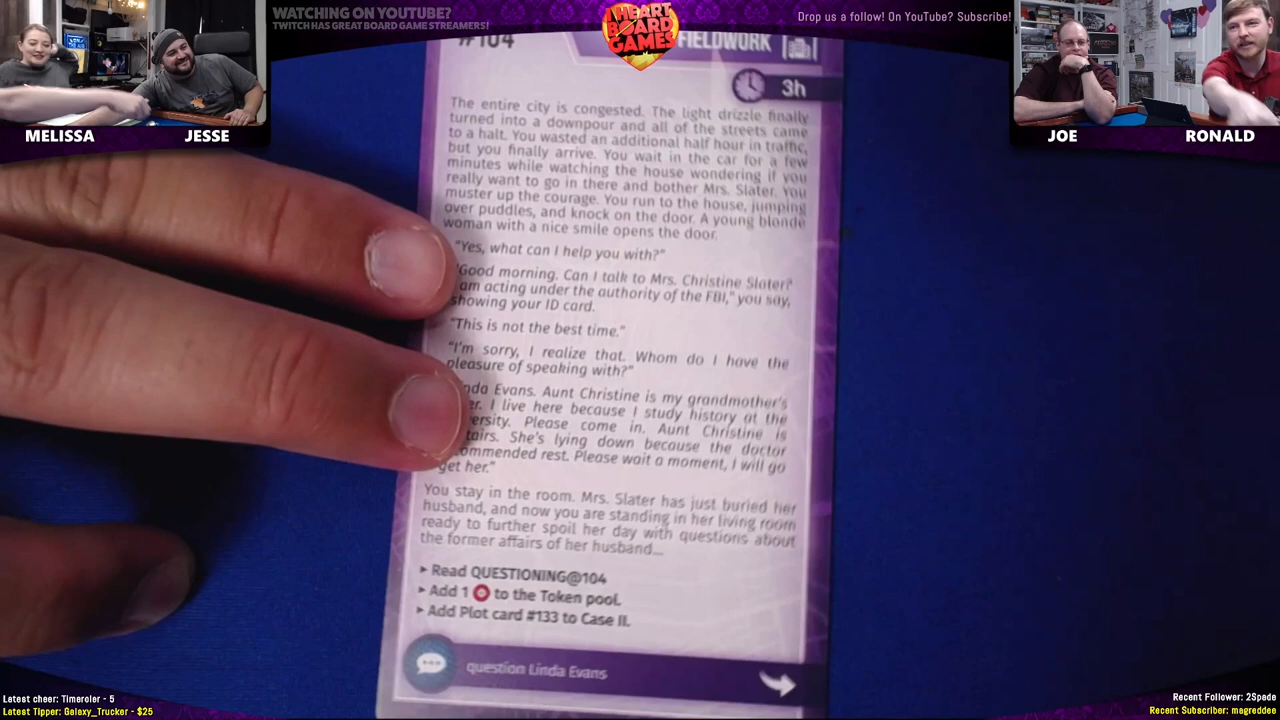 WATCHING ON YOUTUBE?
TWITCH HAS GREAT BOARD GAME STREAMERS!
I HEART
BOARD
GAMES
Drop us a follow! On YouTube? Subscribe!
MELISSA
JESSE
JOE
RONALD
#104
FIELDWORK
3h
The entire city is congested. The light drizzle finally
turned into a downpour and all of the streets came
to a halt. You wasted an additional half hour in traffic,
but you finally arrive. You wait in the car for a few
minutes while watching the house wondering if you
really want to go in there and bother Mrs. Slater. You
muster up the courage. You run to the house, jumping
over puddles, and knock on the door. A young blonde
woman with a nice smile opens the door.
"Yes, what can I help you with?"
"Good morning. Can I talk to Mrs. Christine Slater?
am acting under the authority of the FBI," you say,
showing your ID card.
"This is not the best time."
"I'm sorry, I realize that. Whom do I have the
pleasure of speaking with?"
nda Evans. Aunt Christine is my grandmother's
er. I live here because I study history at the
ersity. Please come in. Aunt Christine is
tairs. She's lying down because the doctor
ommended rest. Please wait a moment, I will go
get her."
You stay in the room. Mrs. Slater has just buried her
husband, and now you are standing in her living room
ready to further spoil her day with questions about
the former affairs of her husband...
▸ Read QUESTIONING@104
▸ Add 1 to the Token pool.
▸ Add Plot card #133 to Case II.
question Linda Evans
Latest cheer: Timeroler - 5
Latest Tipper: Galaxy_Trucker - $25
Recent Follower: 2Spede
Recent Subscriber: magreddee